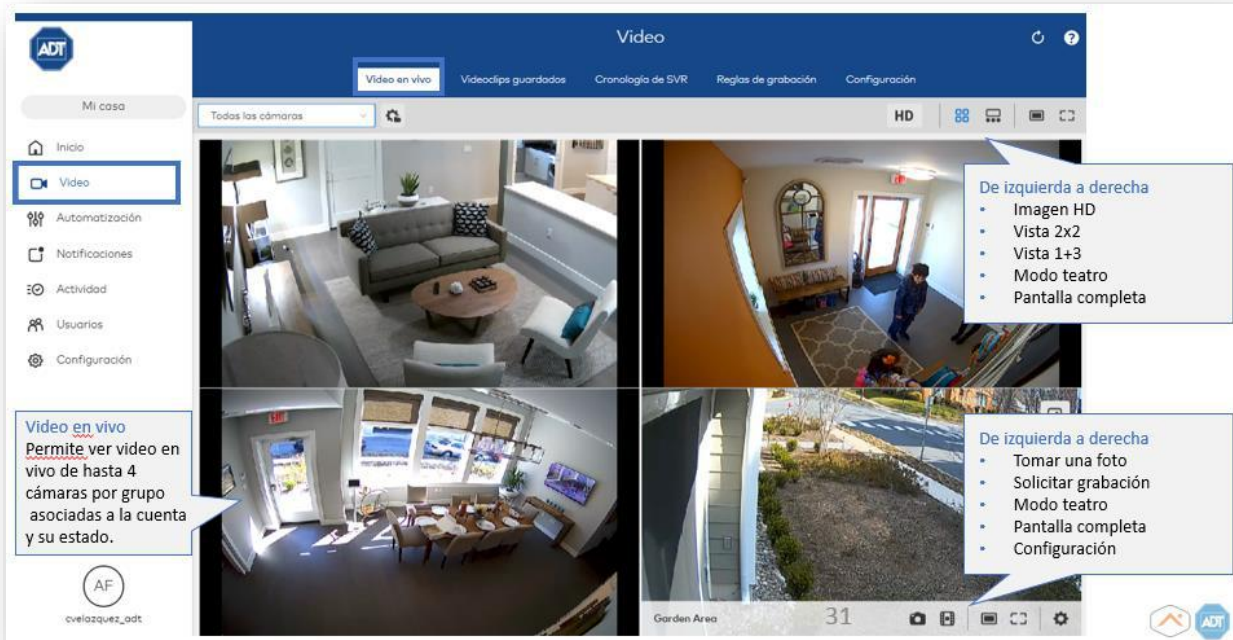 ADT
Video
?
Video en vivo
Videoclips guardados
Cronología de SVR
Reglas de grabación
Configuración
Mi casa
Todas las cámaras
HD
Inicio
Video
Automatización
Notificaciones
Actividad
Usuarios
Configuración
De izquierda a derecha
• Imagen HD
• Vista 2x2
• Vista 1+3
• Modo teatro
• Pantalla completa
EXIT
Video en vivo
Permite ver video en
vivo de hasta 4
cámaras por grupo
asociadas a la cuenta
y su estado.
EXIT
De izquierda a derecha
• Tomar una foto
• Solicitar grabación
• Modo teatro
• Pantalla completa
• Configuración
AF
cvelazquez_adt
Garden Area
31
ADT